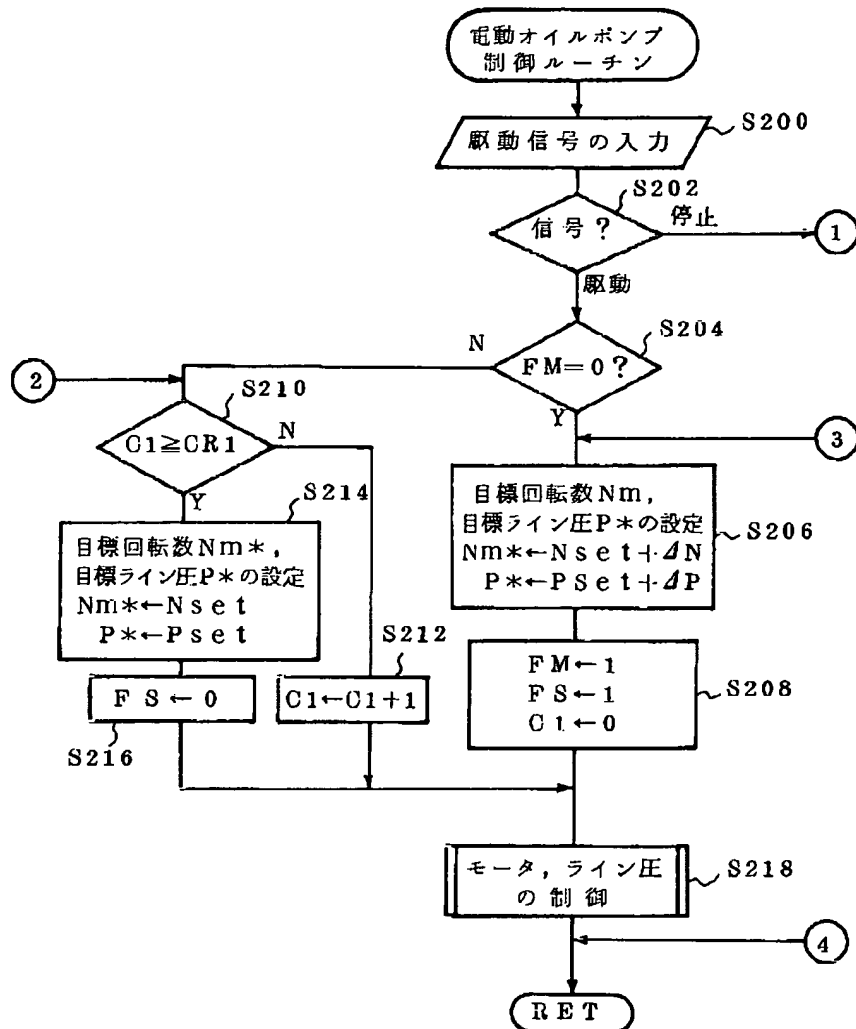 電動オイルポンプ
制御ルーチン
駆動信号の入力
S200
S202
信号?
停止
1
駆動
S204
FM=0?
N
Y
2
S210
C1≧CR1
N
Y
3
S214
目標回転数Nm*,
目標ライン圧P*の設定
Nm*←Nset
P*←Pset
目標回転数Nm,
目標ライン圧P*の設定
Nm*←Nset+ΔN
P*←PSet+ΔP
S206
S212
C1←C1+1
FS←0
S216
FM←1
FS←1
C1←0
S208
モータ,ライン圧
の制御
S218
4
RET